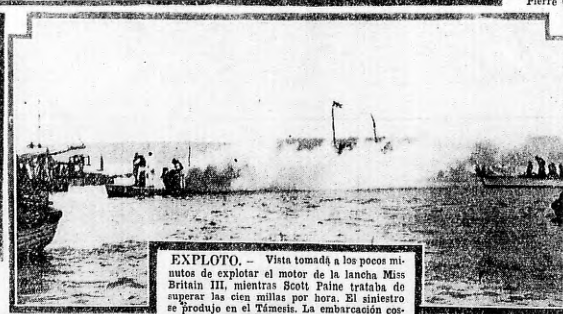 Pierre
EXPLOTO. - Vista tomada a los pocos mi-
nutos de explotar el motor de la lancha Miss
Britain III, mientras Scott Paine trataba de
superar las cien millas por hora. El siniestro
se produjo en el Támesis. La embarcación cos-